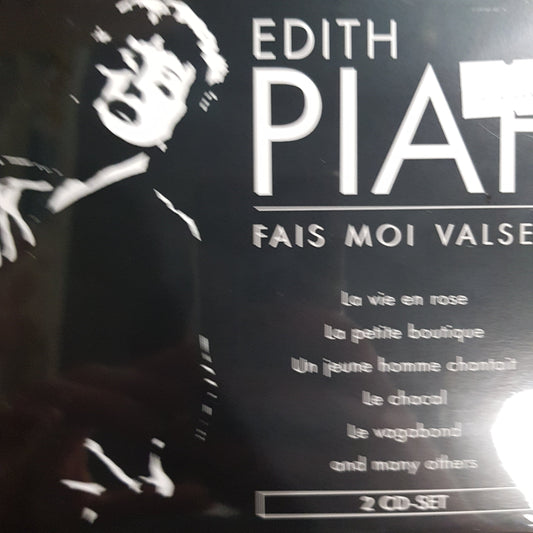 EDITH
PIAF
FAIS MOI VALSE
La vie en rose
La petite boutique
Un jeune homme chantait
Le chacal
Le vagabond
and many others
2 CD-SET